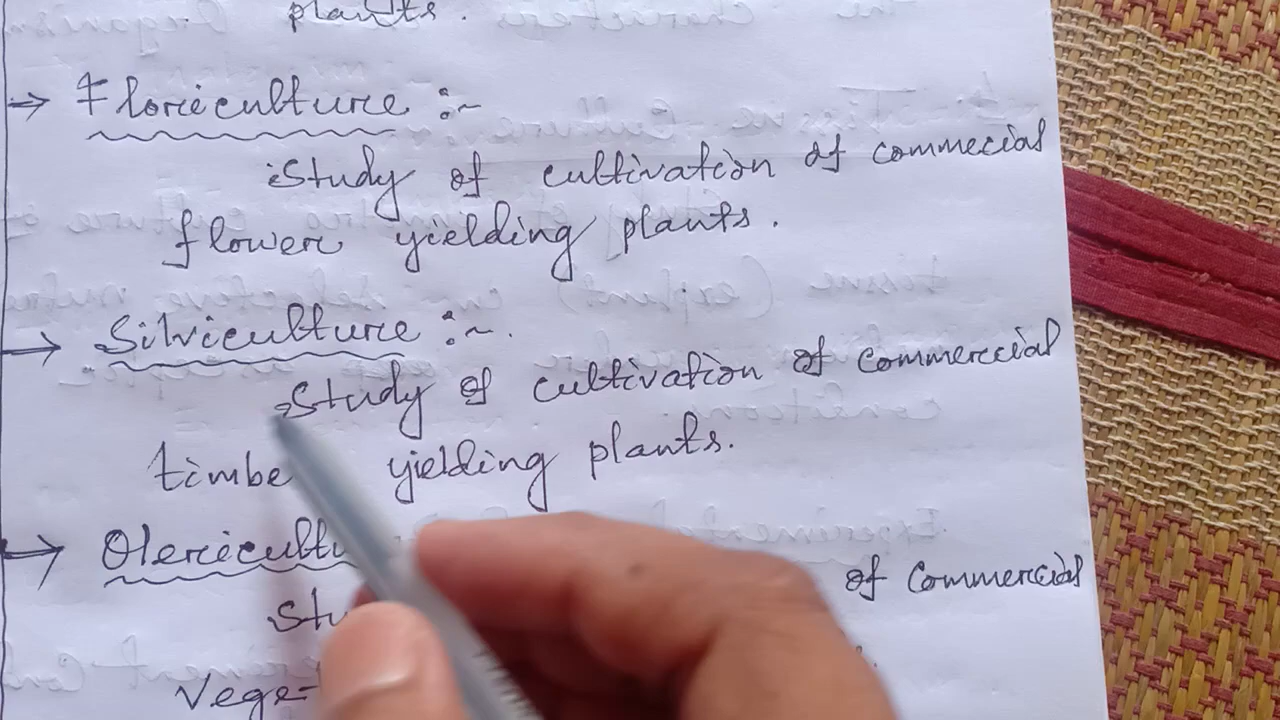 plants.
→ Floriculture :~
Study of cultivation of commecial
flower yielding plants.
→ Silviculture :~.
Study of cultivation of commercial
timbe yielding plants.
→ Olericultu
Stu of commercial
Vege